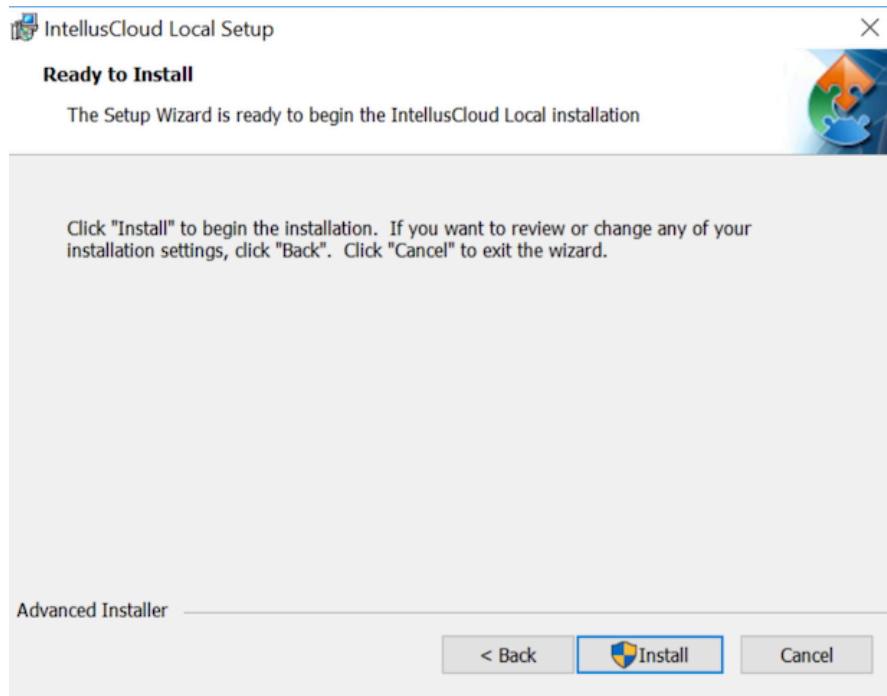 IntellusCloud Local Setup
Ready to Install
The Setup Wizard is ready to begin the IntellusCloud Local installation
Click "Install" to begin the installation.  If you want to review or change any of your
installation settings, click "Back".  Click "Cancel" to exit the wizard.
Advanced Installer
< Back Install Cancel